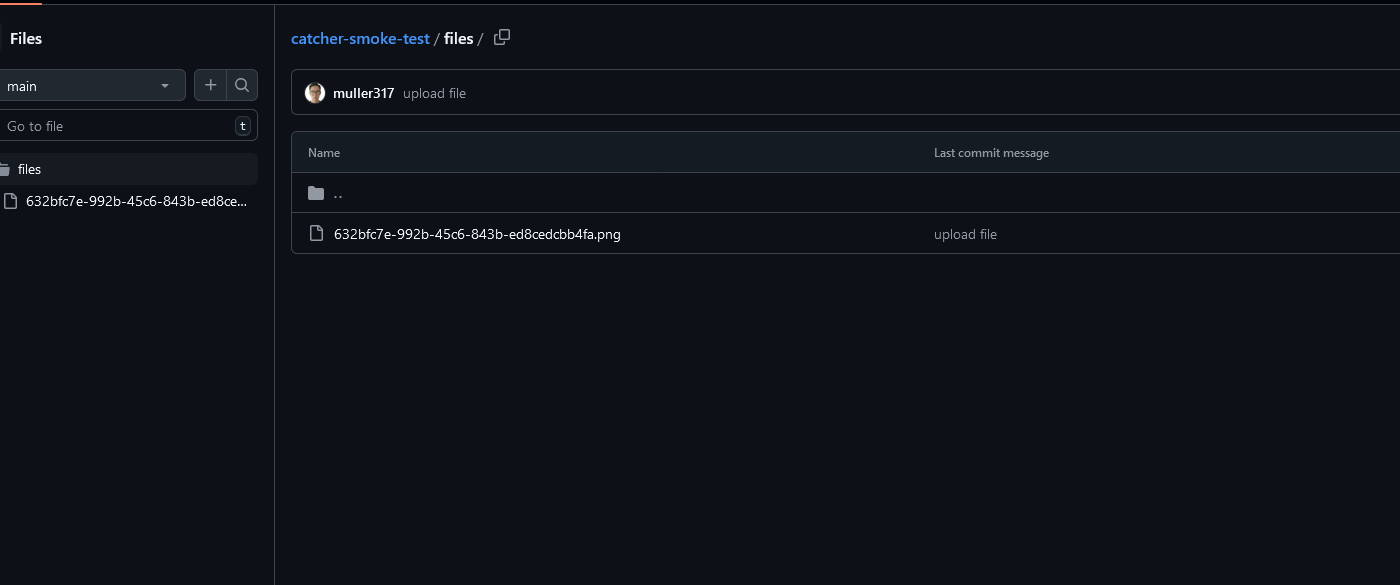 Files
main
Go to file
t
files
632bfc7e-992b-45c6-843b-ed8ce...
catcher-smoke-test / files /
muller317 upload file
Name Last commit message
..
632bfc7e-992b-45c6-843b-ed8cedcbb4fa.png upload file